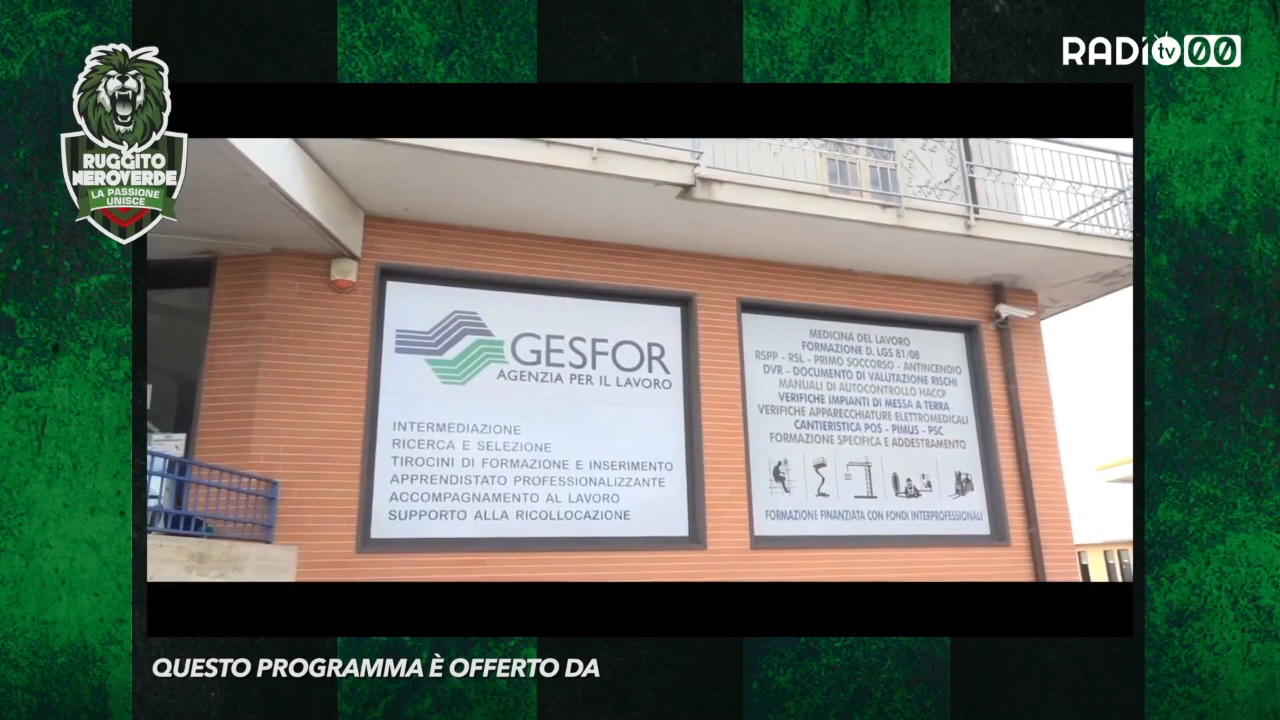 RADIO tv 00
RUGGITO
NEROVERDE
LA PASSIONE
UNISCE
GESFOR
AGENZIA PER IL LAVORO
INTERMEDIAZIONE
RICERCA E SELEZIONE
TIROCINI DI FORMAZIONE E INSERIMENTO
APPRENDISTATO PROFESSIONALIZZANTE
ACCOMPAGNAMENTO AL LAVORO
SUPPORTO ALLA RICOLLOCAZIONE
MEDICINA DEL LAVORO
FORMAZIONE D. LGS 81/08
RSPP - RSL - PRIMO SOCCORSO - ANTINCENDIO
DVR - DOCUMENTO DI VALUTAZIONE RISCHI
MANUALI DI AUTOCONTROLLO HACCP
VERIFICHE IMPIANTI DI MESSA A TERRA
VERIFICHE APPARECCHIATURE ELETTROMEDICALI
CANTIERISTICA POS - PIMUS - PSC
FORMAZIONE SPECIFICA E ADDESTRAMENTO
FORMAZIONE FINANZIATA CON FONDI INTERPROFESSIONALI
QUESTO PROGRAMMA È OFFERTO DA